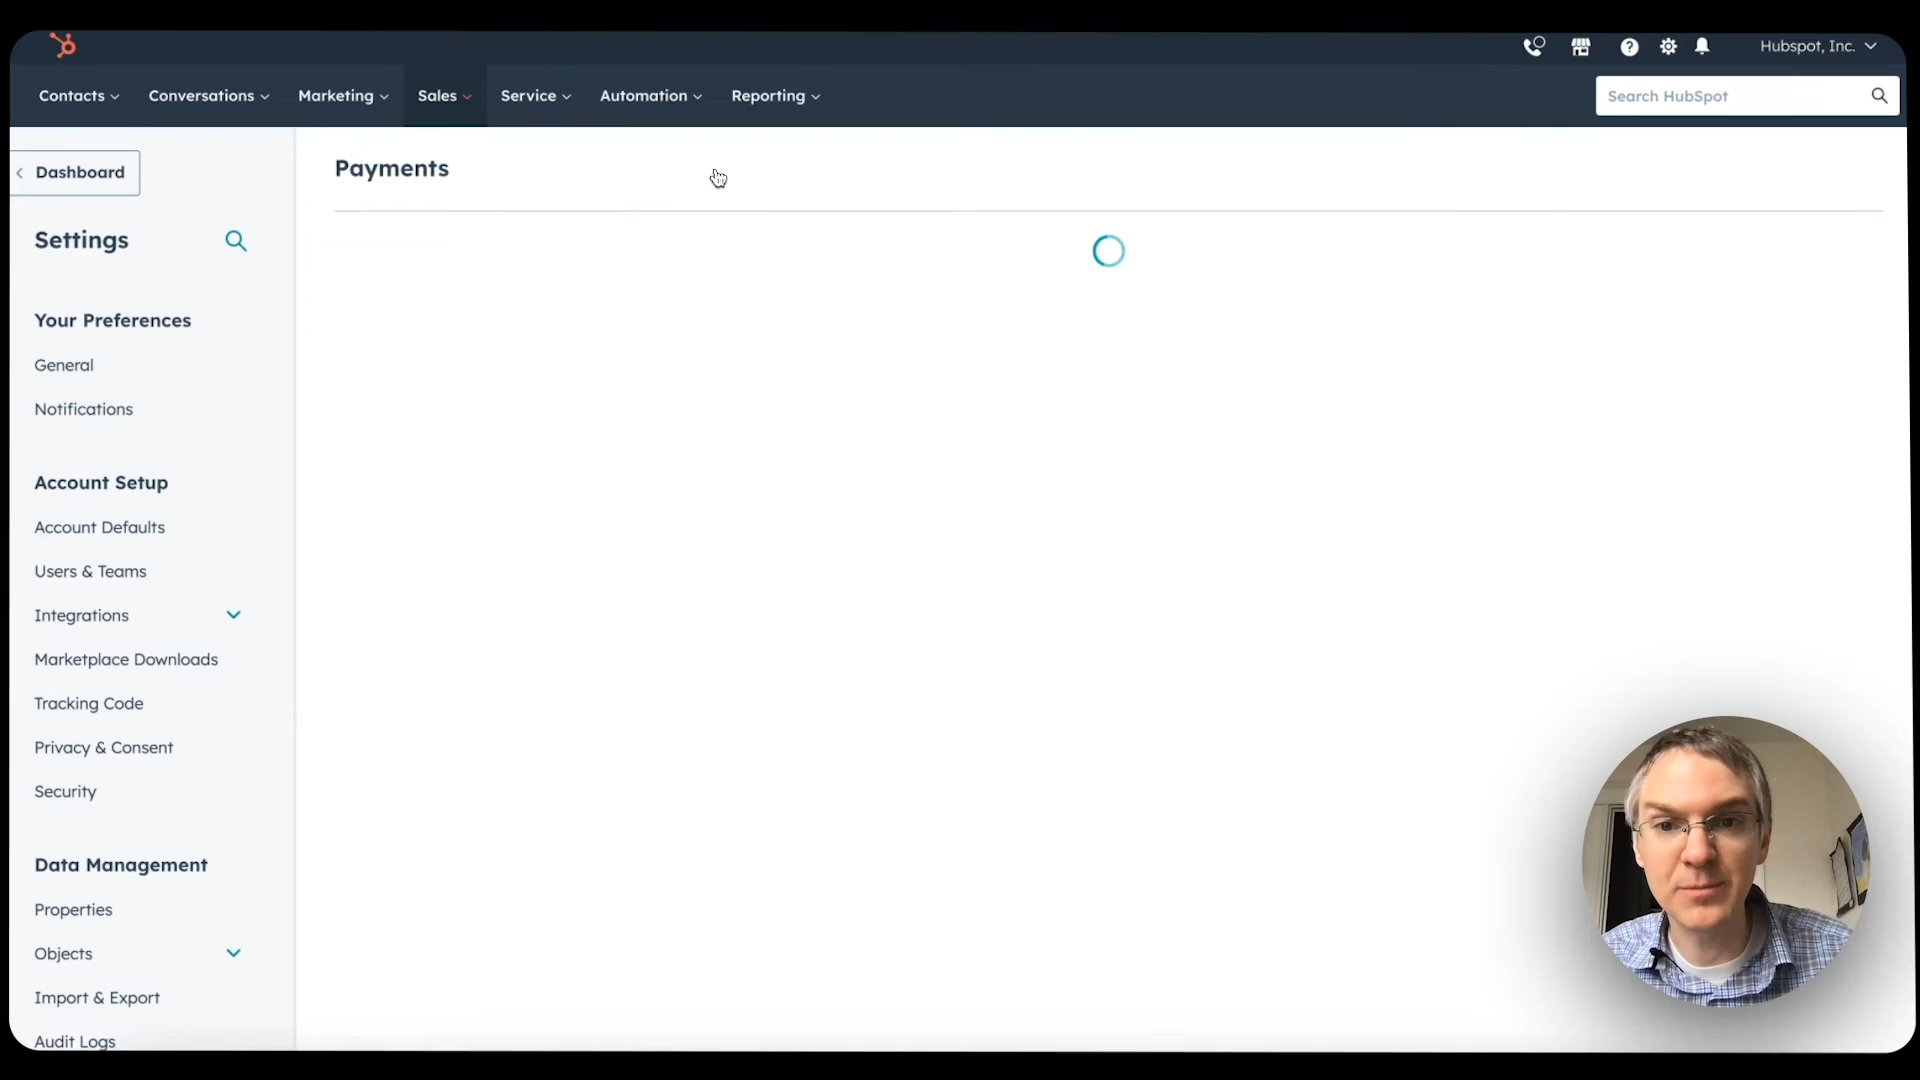 Hubspot, Inc.
Contacts
Conversations
Marketing
Sales
Service
Automation
Reporting
Search HubSpot
Dashboard
Payments
Settings
Your Preferences
General
Notifications
Account Setup
Account Defaults
Users & Teams
Integrations
Marketplace Downloads
Tracking Code
Privacy & Consent
Security
Data Management
Properties
Objects
Import & Export
Audit Logs